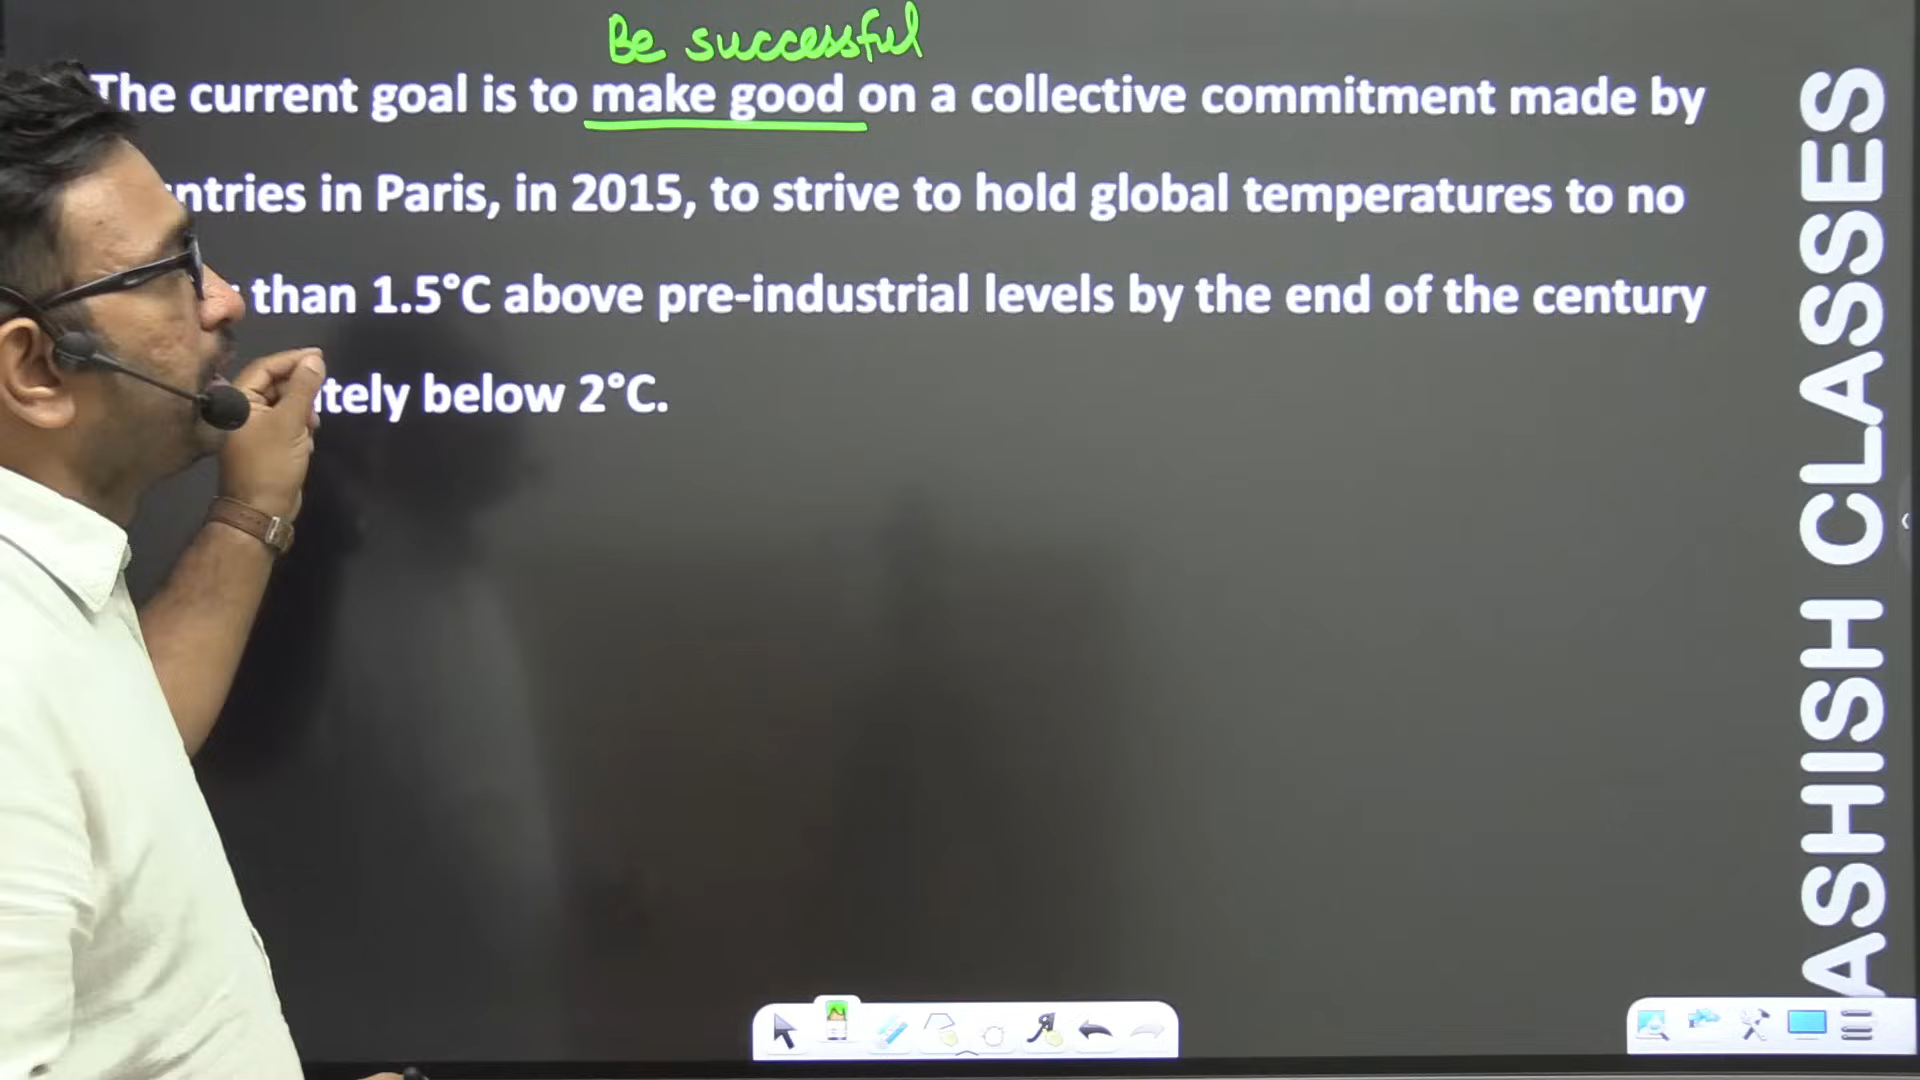 Be successful
The current goal is to make good on a collective commitment made by
ntries in Paris, in 2015, to strive to hold global temperatures to no
than 1.5°C above pre-industrial levels by the end of the century
tely below 2°C.
ASHISH CLASSES